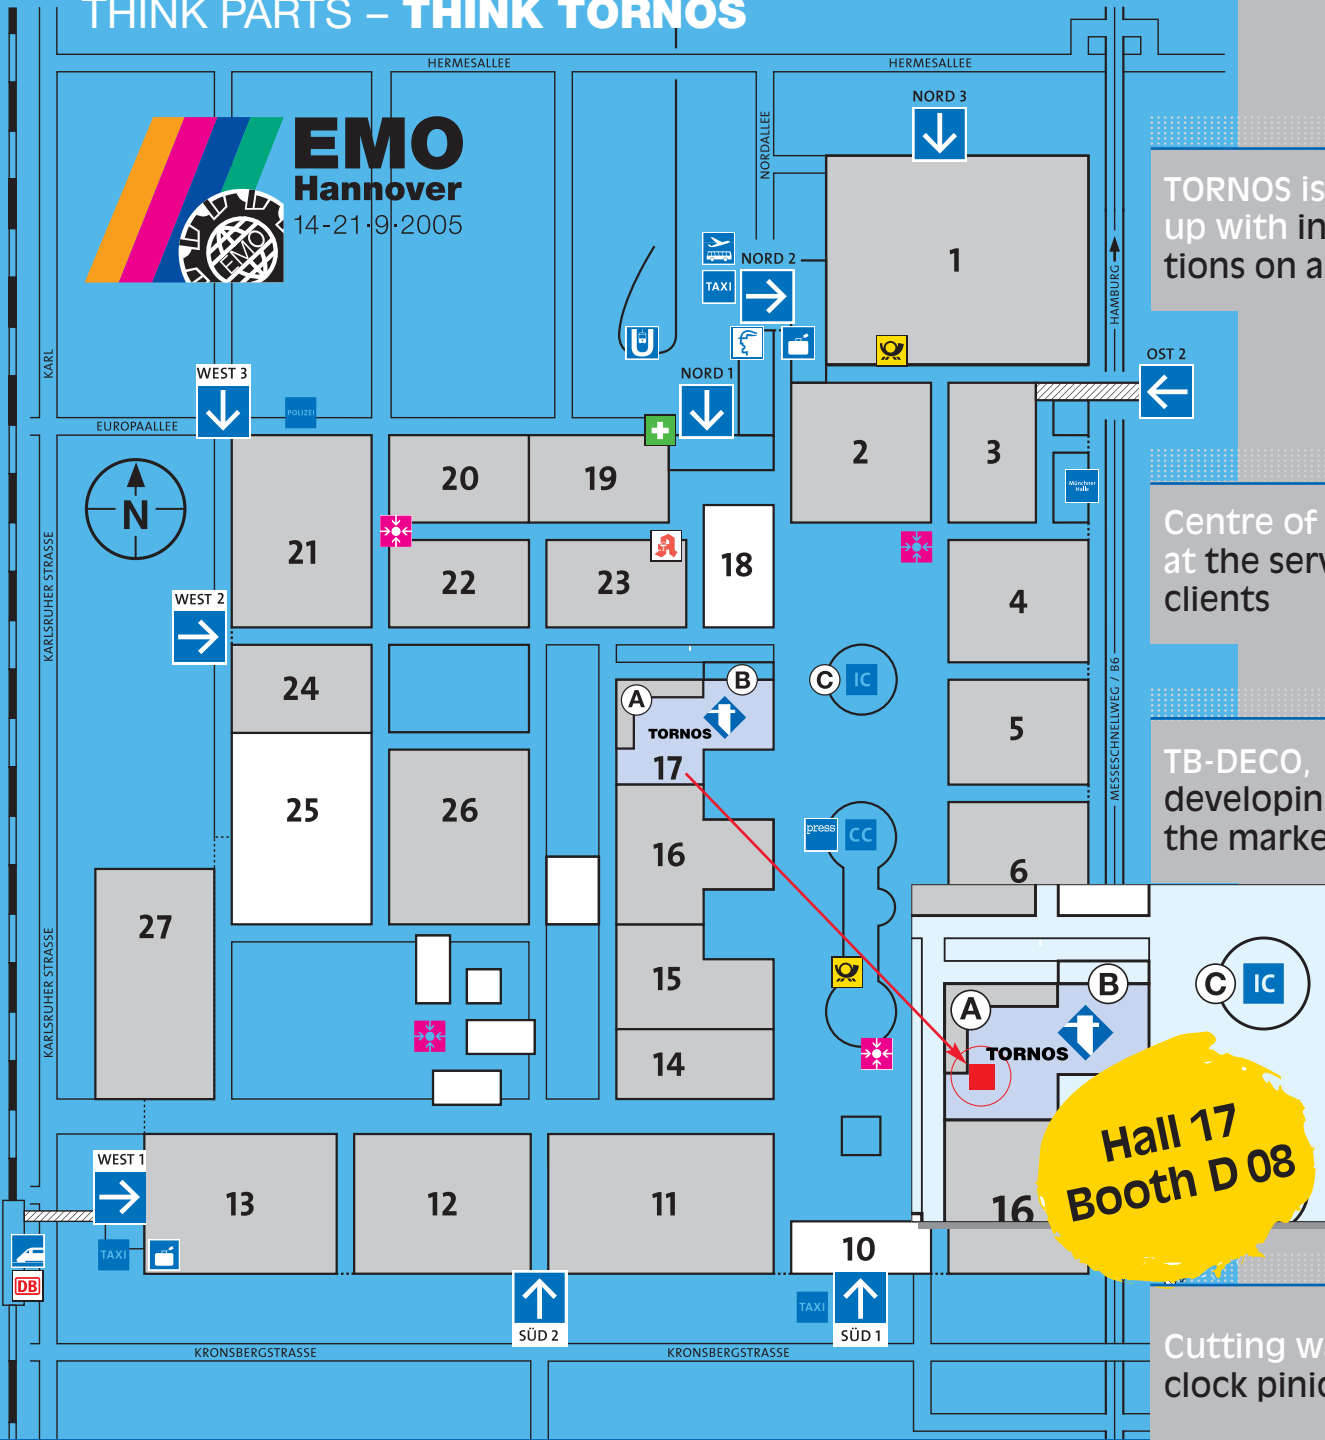 THINK PARTS – THINK TORNOS
HERMESALLEE
HERMESALLEE
NORD 3
EMO
Hannover
14-21·9·2005
EMO
NORDALLEE
1
TORNOS is
up with in
tions on a
NORD 2
TAXI
HAMBURG
U
KARL
WEST 3
POLIZEI
NORD 1
OST 2
EUROPAALLEE
N
20
19
2
3
Münchner
Halle
Centre of
at the serv
clients
21
22
23
18
4
KARLSRUHER STRASSE
WEST 2
24
A
B
C
IC
TORNOS
17
5
MESSESCHNELLWEG / B6
TB-DECO,
developin
the marke
25
26
16
press
CC
6
27
15
14
KARLSRUHER STRASSE
A
B
C
IC
TORNOS
16
Hall 17
Booth D 08
WEST 1
13
12
11
10
TAXI
DB
SÜD 2
TAXI
SÜD 1
KRONSBERGSTRASSE
KRONSBERGSTRASSE
Cutting w
clock pinic